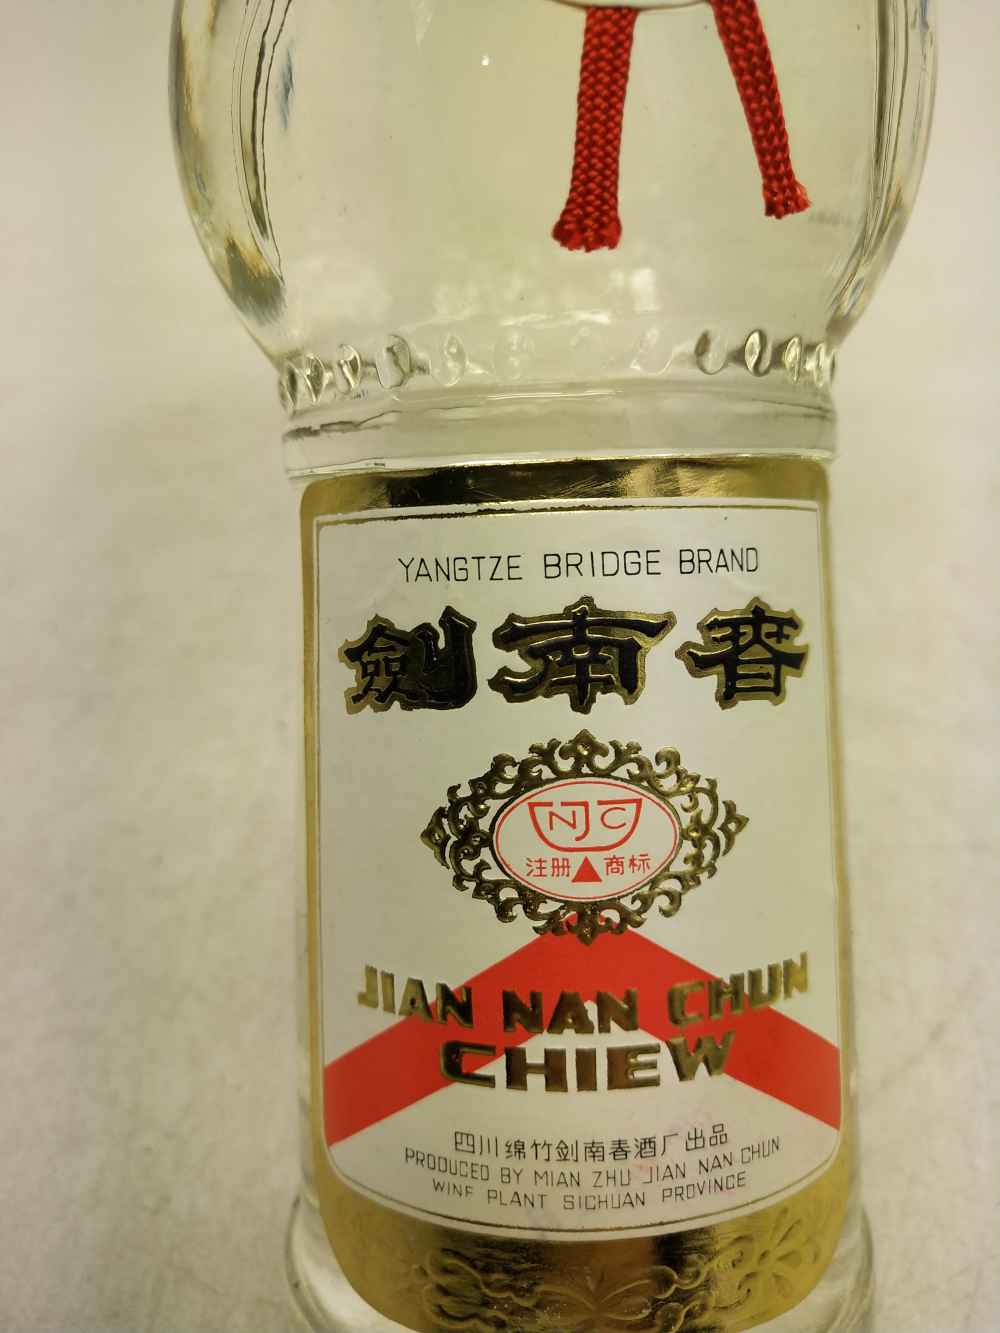 YANGTZE BRIDGE BRAND
劍南春
NJC
注册 商标
JIAN NAN CHUN
CHIEW
四川绵竹剑南春酒厂出品
PRODUCED BY MIAN ZHU JIAN NAN CHUN
WINE PLANT SICHUAN PROVINCE